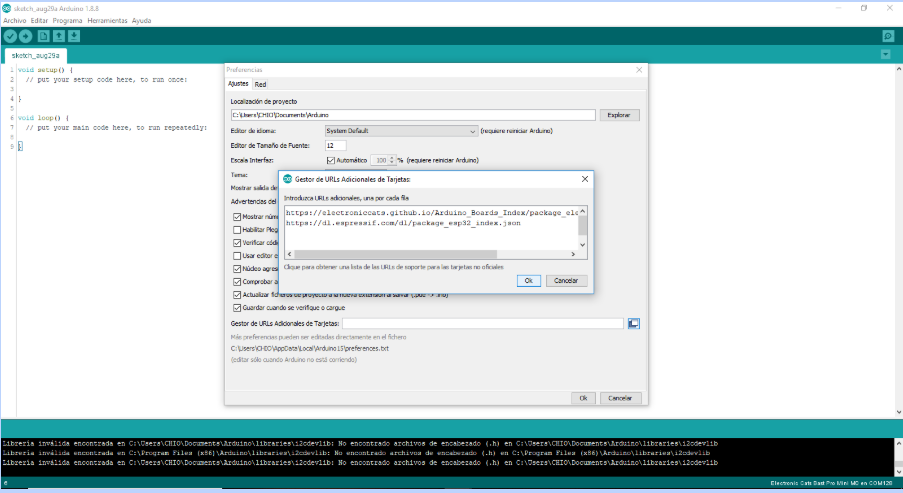 sketch_aug29a Arduino 1.8.8
Archivo Editar Programa Herramientas Ayuda
sketch_aug29a
1 void setup() {
2 // put your setup code here, to run once:
3
4 }
5
6 void loop() {
7 // put your main code here, to run repeatedly:
8
9 }
Preferencias
Ajustes Red
Localización de proyecto
C:\Users\CHIO\Documents\Arduino
Explorar
Editor de idioma: System Default (requiere reiniciar Arduino)
Editor de Tamaño de Fuente: 12
Escala Interfaz: Automático 100 % (requiere reiniciar Arduino)
Tema:
Mostrar salida de
Advertencias del
Mostrar núm
Habilitar Pleg
Verificar códi
Usar editor e
Núcleo agres
Comprobar a
Actualizar ficheros de proyecto a la nueva extensión al salvar (.pde -> .ino)
Guardar cuando se verifique o cargue
Gestor de URLs Adicionales de Tarjetas:
Más preferencias pueden ser editadas directamente en el fichero
C:\Users\CHIO\AppData\Local\Arduino15\preferences.txt
(editar sólo cuando Arduino no está corriendo)
Ok Cancelar
Gestor de URLs Adicionales de Tarjetas:
Introduzca URLs adicionales, una por cada fila
https://electroniccats.github.io/Arduino_Boards_Index/package_ele
https://dl.espressif.com/dl/package_esp32_index.json
Clique para obtener una lista de las URLs de soporte para las tarjetas no oficiales
Ok Cancelar
Librería inválida encontrada en C:\Users\CHIO\Documents\Arduino\libraries\i2cdevlib: No encontrado archivos de encabezado (.h) en C:\Users\CHIO\Documents\Arduino\libraries\i2cdevlib
Librería inválida encontrada en C:\Program Files (x86)\Arduino\libraries\i2cdevlib: No encontrado archivos de encabezado (.h) en C:\Program Files (x86)\Arduino\libraries\i2cdevlib
Librería inválida encontrada en C:\Users\CHIO\Documents\Arduino\libraries\i2cdevlib: No encontrado archivos de encabezado (.h) en C:\Users\CHIO\Documents\Arduino\libraries\i2cdevlib
6
Electronic Cats Bast Pro Mini M0 en COM129